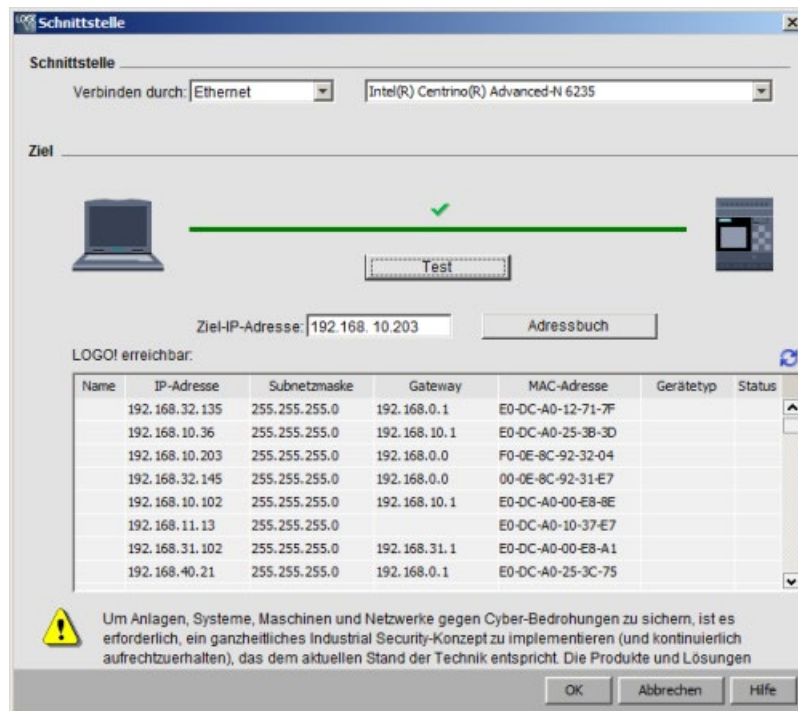 Schnittstelle
Schnittstelle
Verbinden durch: Ethernet Intel(R) Centrino(R) Advanced-N 6235
Ziel
Test
Ziel-IP-Adresse: 192.168. 10.203 Adressbuch
LOGO! erreichbar:
Name IP-Adresse Subnetzmaske Gateway MAC-Adresse Gerätetyp Status
192.168.32.135 255.255.255.0 192.168.0.1 E0-DC-A0-12-71-7F
192.168.10.36 255.255.255.0 192.168.10.1 E0-DC-A0-25-3B-3D
192.168.10.203 255.255.255.0 192.168.0.0 F0-0E-8C-92-32-04
192.168.32.145 255.255.255.0 192.168.0.0 00-0E-8C-92-31-E7
192.168.10.102 255.255.255.0 192.168.10.1 E0-DC-A0-00-E8-8E
192.168.11.13 255.255.255.0 E0-DC-A0-10-37-E7
192.168.31.102 255.255.255.0 192.168.31.1 E0-DC-A0-00-E8-A1
192.168.40.21 255.255.255.0 192.168.0.1 E0-DC-A0-25-3C-75
Um Anlagen, Systeme, Maschinen und Netzwerke gegen Cyber-Bedrohungen zu sichern, ist es
erforderlich, ein ganzheitliches Industrial Security-Konzept zu implementieren (und kontinuierlich
aufrechtzuerhalten), das dem aktuellen Stand der Technik entspricht. Die Produkte und Lösungen
OK Abbrechen Hilfe